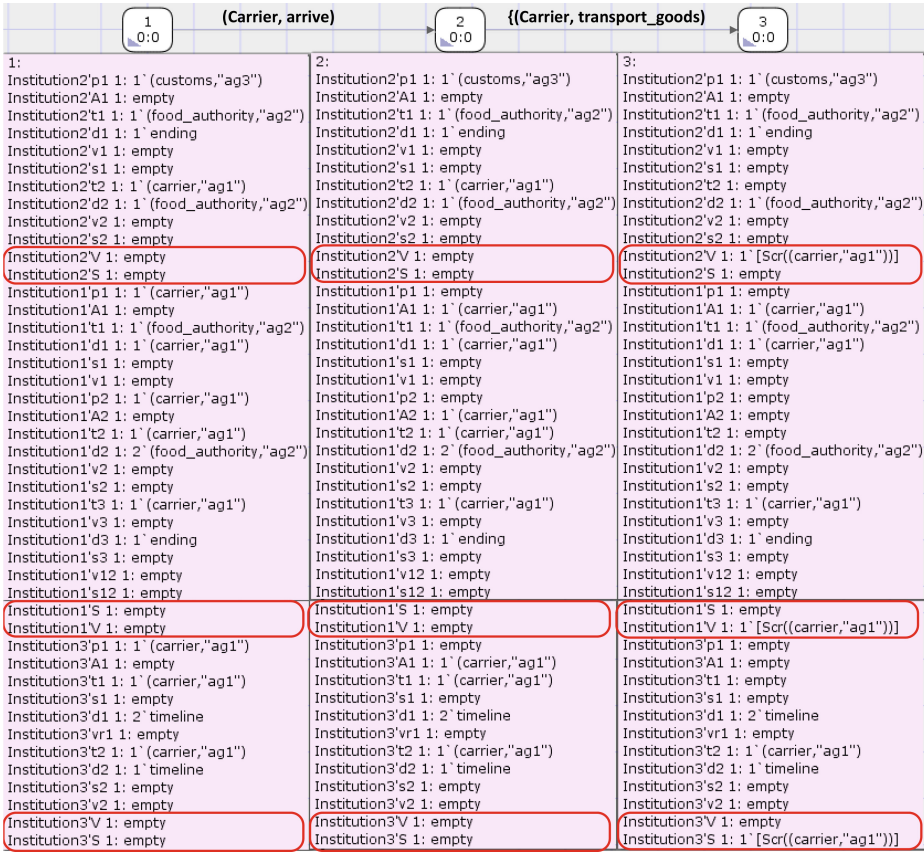 1
0:0
(Carrier, arrive)
2
0:0
{(Carrier, transport_goods)
3
0:0
1:
Institution2'p1 1: 1`(customs,"ag3")
Institution2'A1 1: empty
Institution2't1 1: 1`(food_authority,"ag2")
Institution2'd1 1: 1`ending
Institution2'v1 1: empty
Institution2's1 1: empty
Institution2't2 1: 1`(carrier,"ag1")
Institution2'd2 1: 1`(food_authority,"ag2")
Institution2'v2 1: empty
Institution2's2 1: empty
Institution2'V 1: empty
Institution2'S 1: empty
Institution1'p1 1: 1`(carrier,"ag1")
Institution1'A1 1: empty
Institution1't1 1: 1`(food_authority,"ag2")
Institution1'd1 1: 1`(carrier,"ag1")
Institution1's1 1: empty
Institution1'v1 1: empty
Institution1'p2 1: 1`(carrier,"ag1")
Institution1'A2 1: empty
Institution1't2 1: 1`(carrier,"ag1")
Institution1'd2 1: 2`(food_authority,"ag2")
Institution1'v2 1: empty
Institution1's2 1: empty
Institution1't3 1: 1`(carrier,"ag1")
Institution1'v3 1: empty
Institution1'd3 1: 1`ending
Institution1's3 1: empty
Institution1'v12 1: empty
Institution1's12 1: empty
Institution1'S 1: empty
Institution1'V 1: empty
Institution3'p1 1: 1`(carrier,"ag1")
Institution3'A1 1: empty
Institution3't1 1: 1`(carrier,"ag1")
Institution3's1 1: empty
Institution3'd1 1: 2`timeline
Institution3'vr1 1: empty
Institution3't2 1: 1`(carrier,"ag1")
Institution3'd2 1: 1`timeline
Institution3's2 1: empty
Institution3'v2 1: empty
Institution3'V 1: empty
Institution3'S 1: empty
2:
Institution2'p1 1: 1`(customs,"ag3")
Institution2'A1 1: empty
Institution2't1 1: 1`(food_authority,"ag2")
Institution2'd1 1: 1`ending
Institution2'v1 1: empty
Institution2's1 1: empty
Institution2't2 1: 1`(carrier,"ag1")
Institution2'd2 1: 1`(food_authority,"ag2")
Institution2'v2 1: empty
Institution2's2 1: empty
Institution2'V 1: empty
Institution2'S 1: empty
Institution1'p1 1: empty
Institution1'A1 1: 1`(carrier,"ag1")
Institution1't1 1: 1`(food_authority,"ag2")
Institution1'd1 1: 1`(carrier,"ag1")
Institution1's1 1: empty
Institution1'v1 1: empty
Institution1'p2 1: empty
Institution1'A2 1: 1`(carrier,"ag1")
Institution1't2 1: 1`(carrier,"ag1")
Institution1'd2 1: 2`(food_authority,"ag2")
Institution1'v2 1: empty
Institution1's2 1: empty
Institution1't3 1: 1`(carrier,"ag1")
Institution1'v3 1: empty
Institution1'd3 1: 1`ending
Institution1's3 1: empty
Institution1'v12 1: empty
Institution1's12 1: empty
Institution1'S 1: empty
Institution1'V 1: empty
Institution3'p1 1: empty
Institution3'A1 1: 1`(carrier,"ag1")
Institution3't1 1: 1`(carrier,"ag1")
Institution3's1 1: empty
Institution3'd1 1: 2`timeline
Institution3'vr1 1: empty
Institution3't2 1: 1`(carrier,"ag1")
Institution3'd2 1: 1`timeline
Institution3's2 1: empty
Institution3'v2 1: empty
Institution3'V 1: empty
Institution3'S 1: empty
3:
Institution2'p1 1: 1`(customs,"ag3")
Institution2'A1 1: empty
Institution2't1 1: 1`(food_authority,"ag2")
Institution2'd1 1: 1`ending
Institution2'v1 1: empty
Institution2's1 1: empty
Institution2't2 1: empty
Institution2'd2 1: 1`(food_authority,"ag2")
Institution2'v2 1: empty
Institution2's2 1: empty
Institution2'V 1: 1`[Scr((carrier,"ag1"))]
Institution2'S 1: empty
Institution1'p1 1: empty
Institution1'A1 1: 1`(carrier,"ag1")
Institution1't1 1: 1`(food_authority,"ag2")
Institution1'd1 1: 1`(carrier,"ag1")
Institution1's1 1: empty
Institution1'v1 1: empty
Institution1'p2 1: empty
Institution1'A2 1: empty
Institution1't2 1: empty
Institution1'd2 1: 2`(food_authority,"ag2")
Institution1'v2 1: empty
Institution1's2 1: empty
Institution1't3 1: 1`(carrier,"ag1")
Institution1'v3 1: empty
Institution1'd3 1: 1`ending
Institution1's3 1: empty
Institution1'v12 1: empty
Institution1's12 1: empty
Institution1'S 1: empty
Institution1'V 1: 1`[Scr((carrier,"ag1"))]
Institution3'p1 1: empty
Institution3'A1 1: empty
Institution3't1 1: empty
Institution3's1 1: empty
Institution3'd1 1: 2`timeline
Institution3'vr1 1: empty
Institution3't2 1: 1`(carrier,"ag1")
Institution3'd2 1: 1`timeline
Institution3's2 1: empty
Institution3'v2 1: empty
Institution3'V 1: empty
Institution3'S 1: 1`[Scr((carrier,"ag1"))]